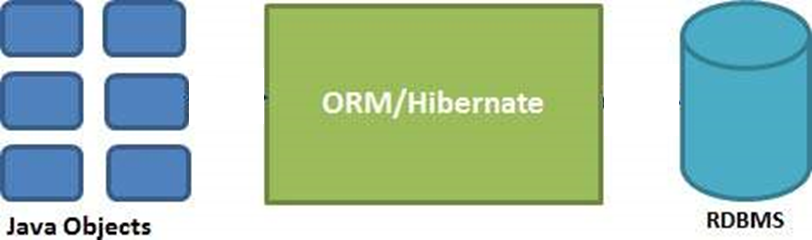 ORM/Hibernate
Java Objects
RDBMS